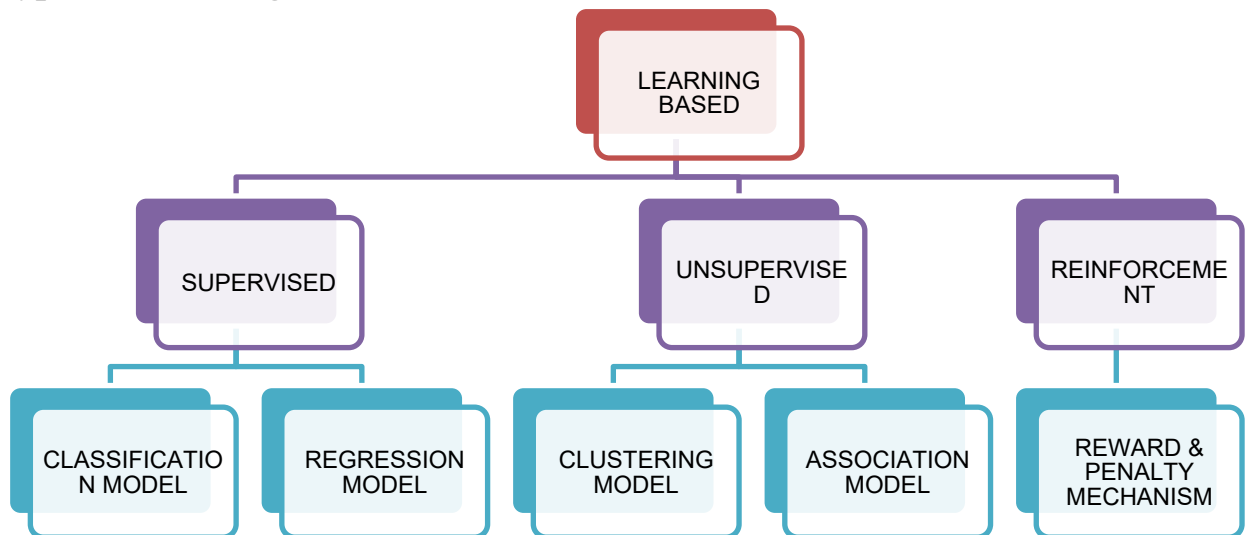 LEARNING
BASED
SUPERVISED
UNSUPERVISE
D
REINFORCEME
NT
CLASSIFICATIO
N MODEL
REGRESSION
MODEL
CLUSTERING
MODEL
ASSOCIATION
MODEL
REWARD &
PENALTY
MECHANISM